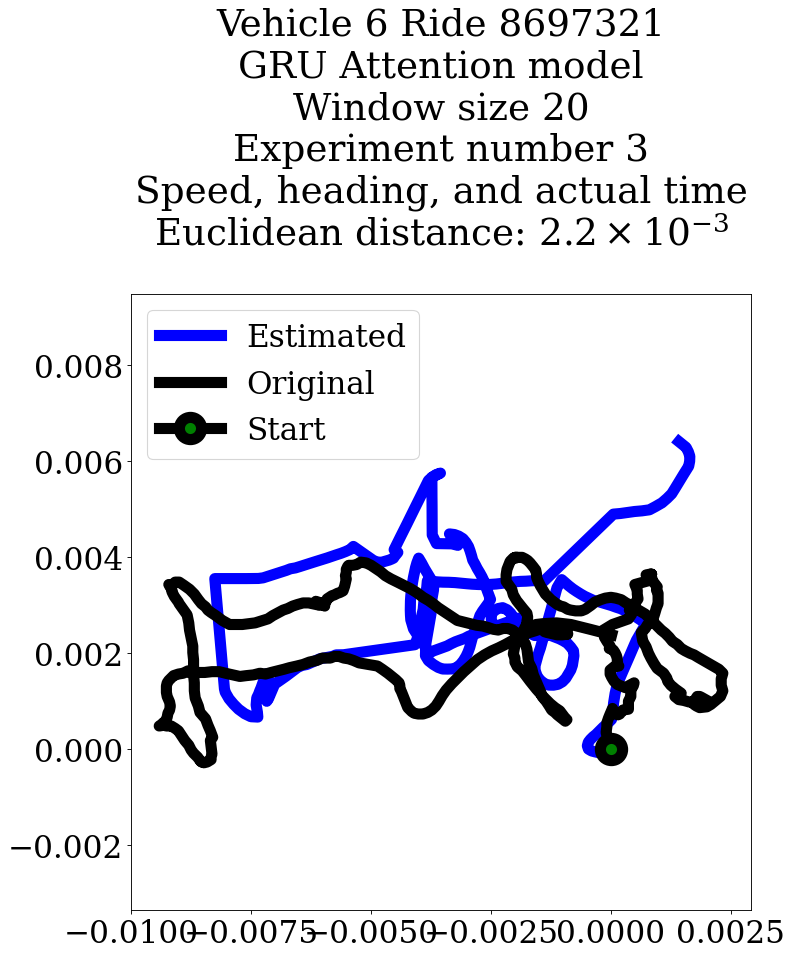 Vehicle 6 Ride 8697321
GRU Attention model
Window size 20
Experiment number 3
Speed, heading, and actual time
Euclidean distance: 2.2 × 10⁻³
Estimated
Original
Start
0.008
0.006
0.004
0.002
0.000
−0.002
−0.0100 −0.0075 −0.0050 −0.0025 0.0000 0.0025